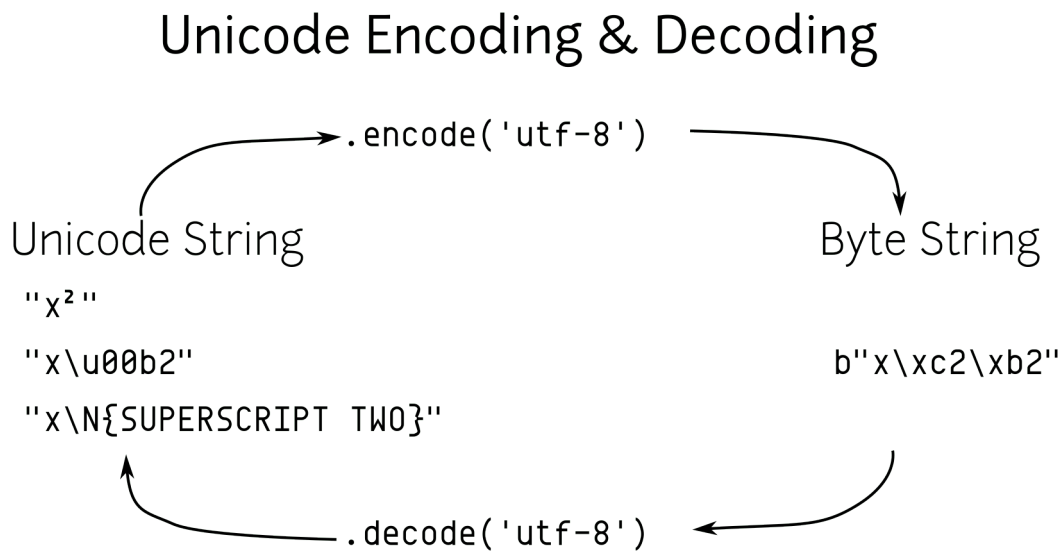 Unicode Encoding & Decoding
.encode('utf-8')
Unicode String
Byte String
"x²"
"x\u00b2"
b"x\xc2\xb2"
"x\N{SUPERSCRIPT TWO}"
.decode('utf-8')